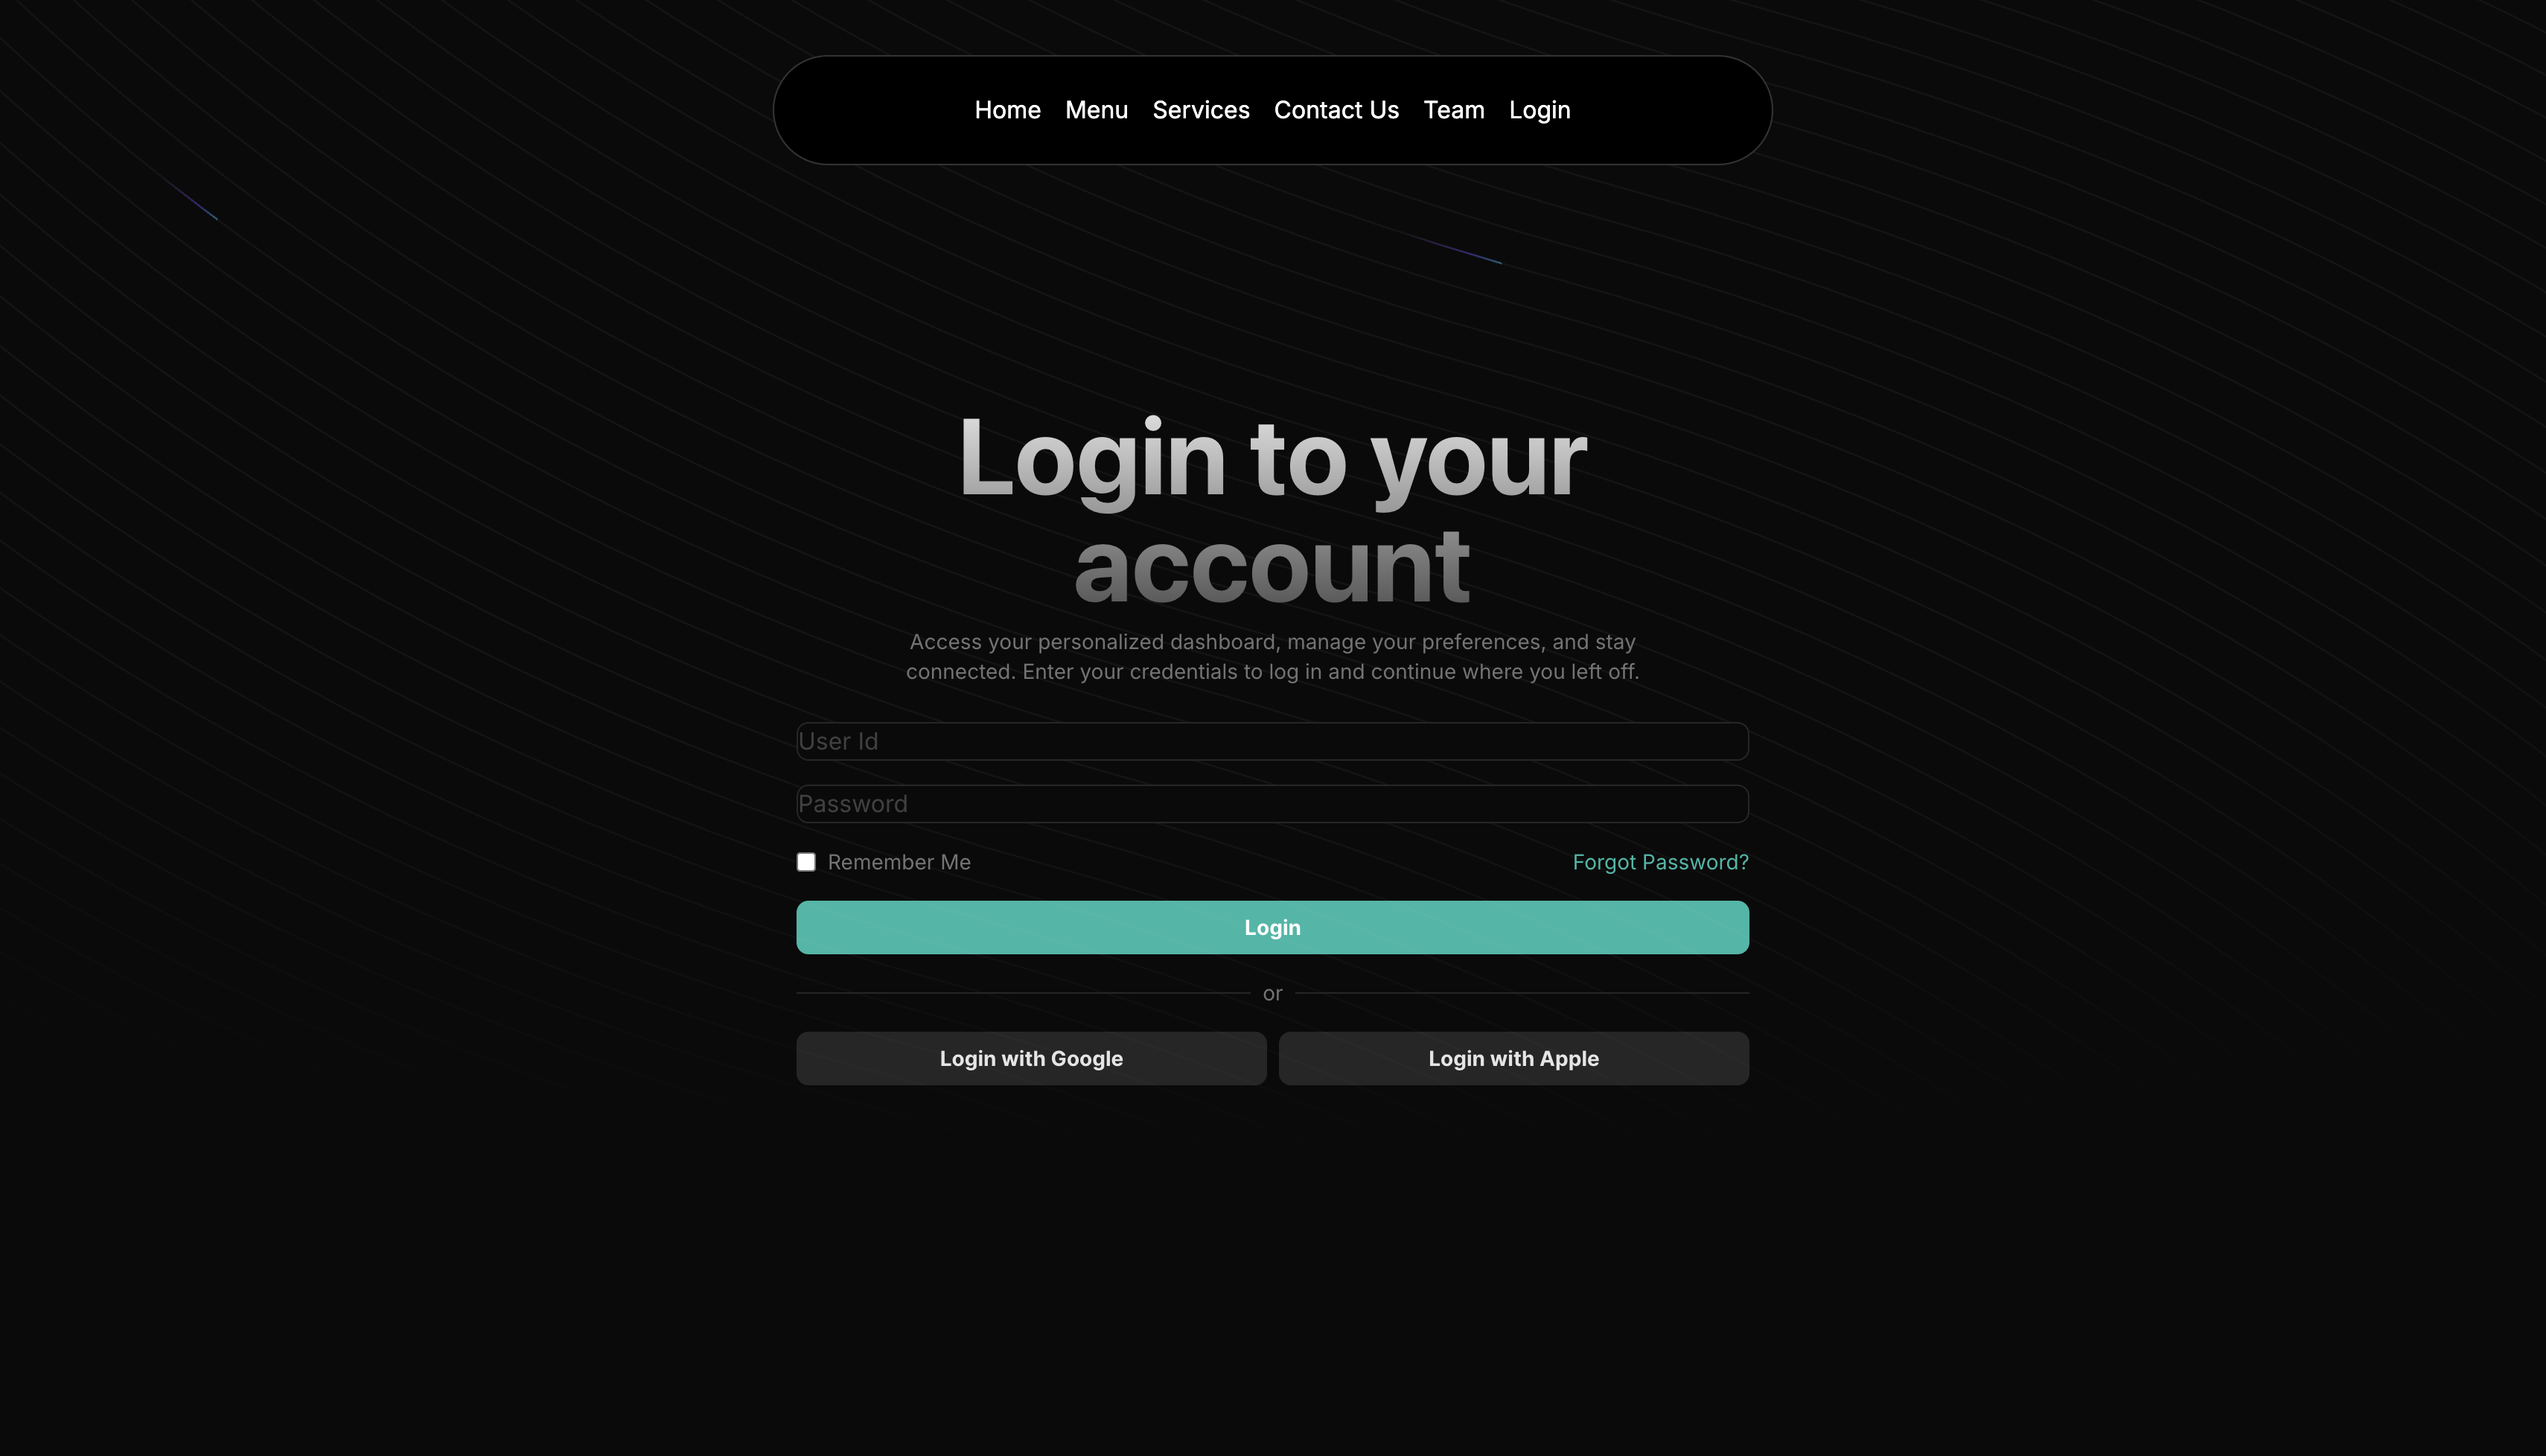 Home Menu Services Contact Us Team Login
Login to your
account
Access your personalized dashboard, manage your preferences, and stay
connected. Enter your credentials to log in and continue where you left off.
User Id
Password
Remember Me Forgot Password?
Login
or
Login with Google Login with Apple